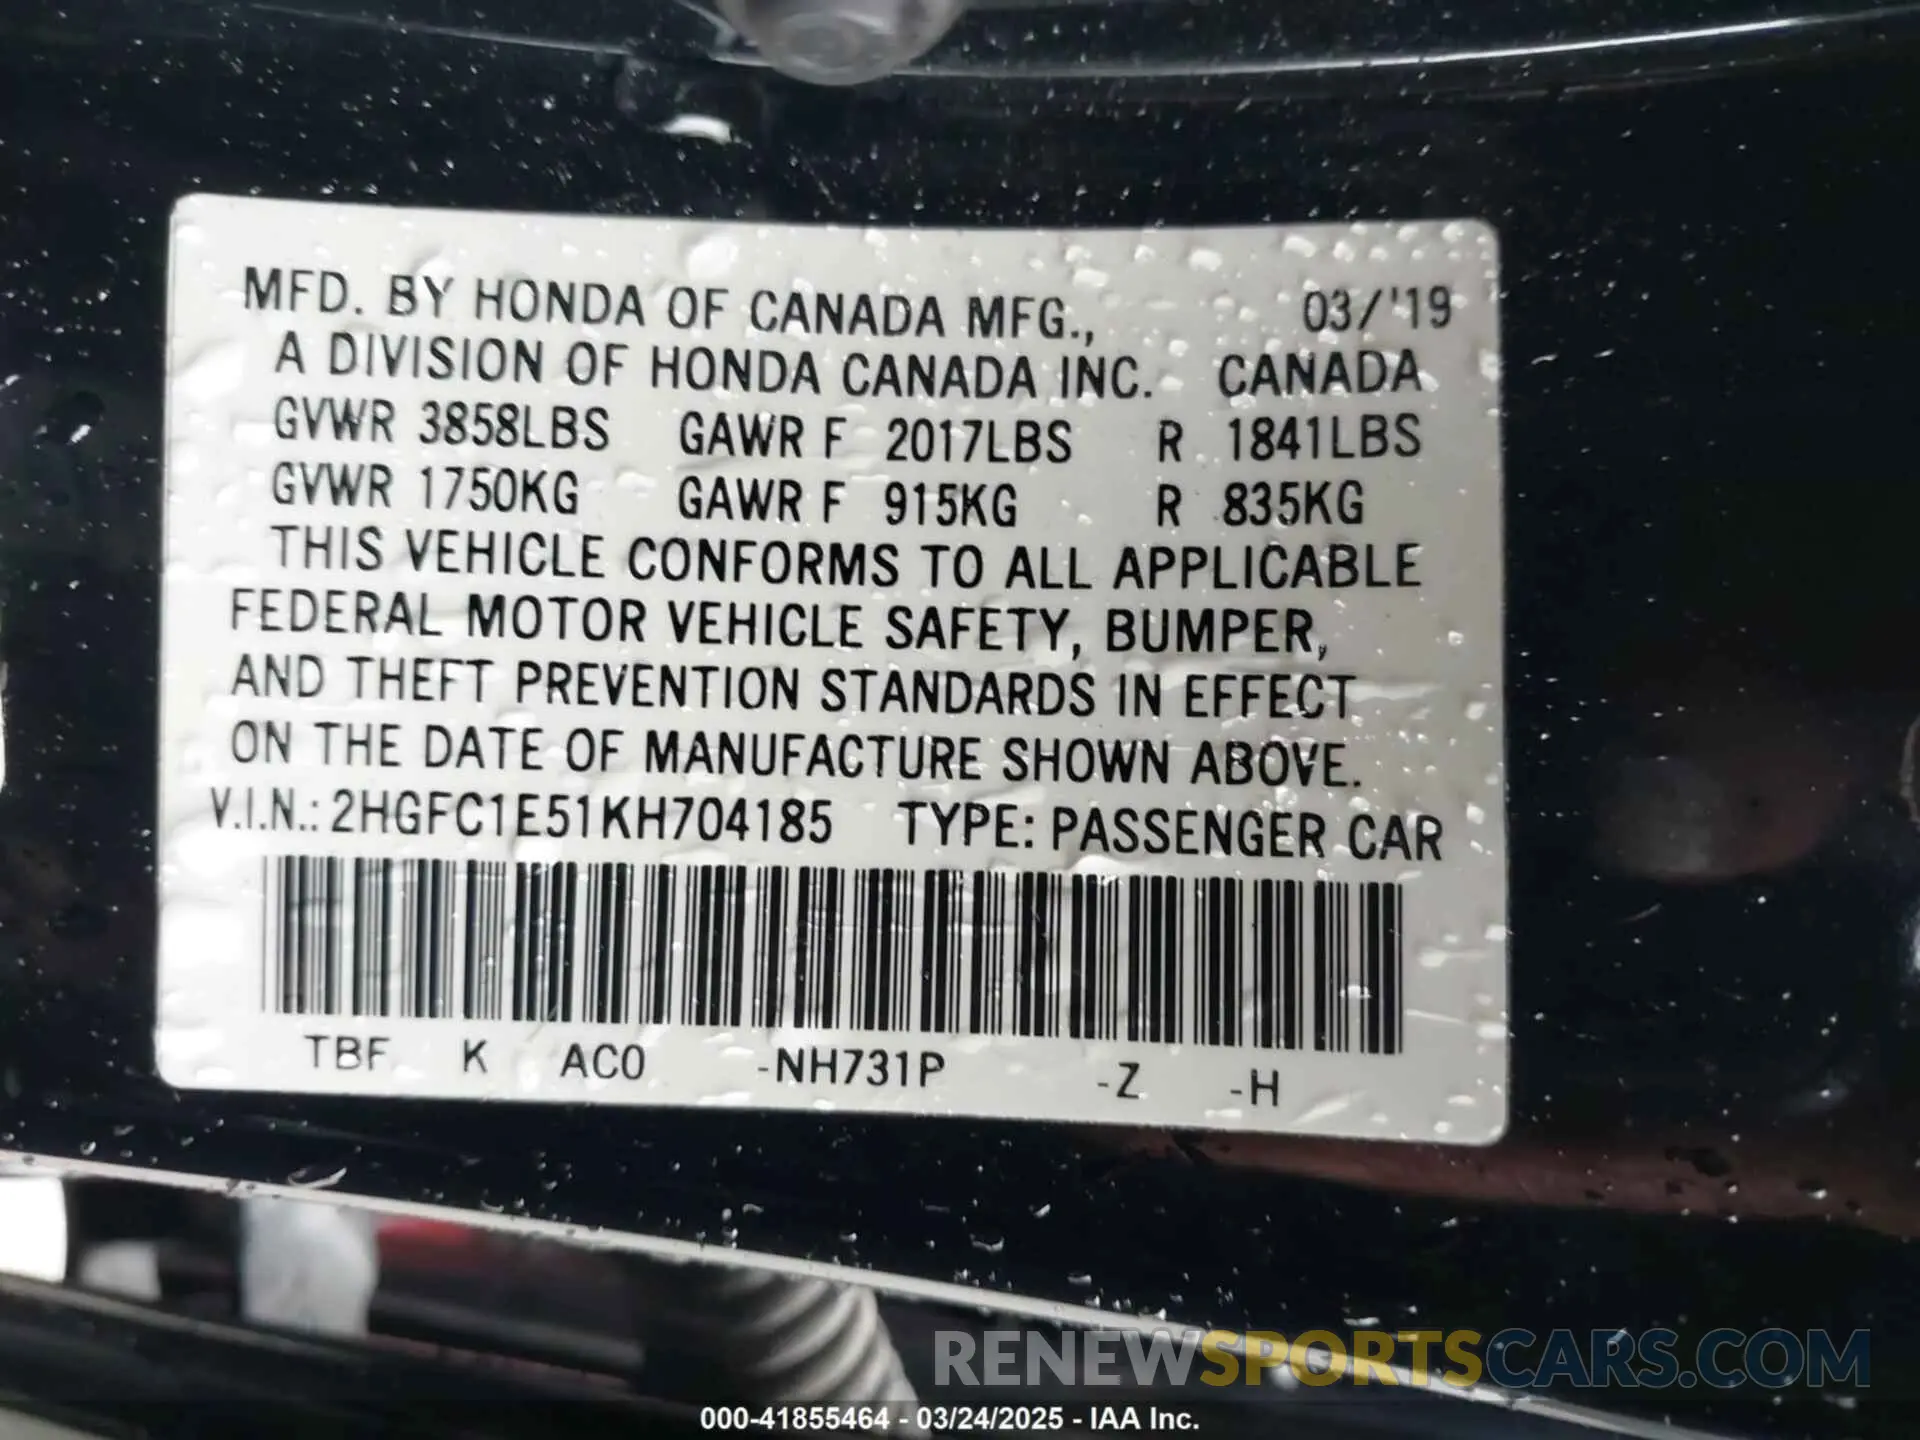 MFD. BY HONDA OF CANADA MFG., 03/'19
A DIVISION OF HONDA CANADA INC. CANADA
GVWR 3858LBS GAWR F 2017LBS R 1841LBS
GVWR 1750KG GAWR F 915KG R 835KG
THIS VEHICLE CONFORMS TO ALL APPLICABLE
FEDERAL MOTOR VEHICLE SAFETY, BUMPER,
AND THEFT PREVENTION STANDARDS IN EFFECT
ON THE DATE OF MANUFACTURE SHOWN ABOVE.
V.I.N.: 2HGFC1E51KH704185 TYPE: PASSENGER CAR
TBF K AC0 -NH731P -Z -H
RENEWSPORTSCARS.COM
000-41855464 - 03/24/2025 - IAA Inc.